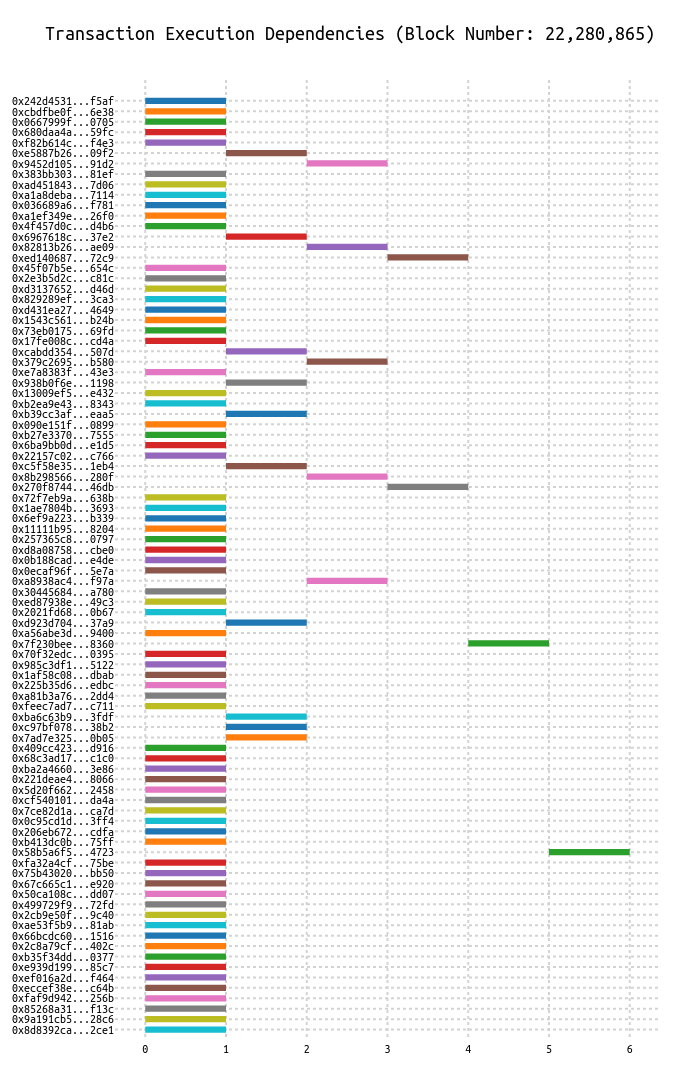 Transaction Execution Dependencies (Block Number: 22,280,865)
0x242d4531...f5af
0xcbdfbe0f...6e38
0x0667999f...0705
0x680daa4a...59fc
0xf82b614c...f4e3
0xe5887b26...09f2
0x9452d105...91d2
0x383bb303...81ef
0xad451843...7d06
0xa1a8deba...7114
0x036689a6...f781
0xa1ef349e...26f0
0x4f457d0c...d4b6
0x6967618c...37e2
0x82813b26...ae09
0xed140687...72c9
0x45f07b5e...654c
0x2e3b5d2c...c81c
0xd3137652...d46d
0x829289ef...3ca3
0xd431ea27...4649
0x1543c561...b24b
0x73eb0175...69fd
0x17fe008c...cd4a
0xcabdd354...507d
0x379c2695...b580
0xe7a8383f...43e3
0x938b0f6e...1198
0x13009ef5...e432
0xb2ea9e43...8343
0xb39cc3af...eaa5
0x090e151f...0899
0xb27e3370...7555
0x6ba9bb0d...e1d5
0x22157c02...c766
0xc5f58e35...1eb4
0x8b298566...280f
0x270f8744...46db
0x72f7eb9a...638b
0x1ae7804b...3693
0x6ef9a223...b339
0x11111b95...8204
0x257365c8...0797
0xd8a08758...cbe0
0x0b188cad...e4de
0x0ecaf96f...5e7a
0xa8938ac4...f97a
0x30445684...a780
0xed87938e...49c3
0x2021fd68...0b67
0xd923d704...37a9
0xa56abe3d...9400
0x7f230bee...8360
0x70f32edc...0395
0x985c3df1...5122
0x1af58c08...dbab
0x225b35d6...edbc
0xa81b3a76...2dd4
0xfeec7ad7...c711
0xba6c63b9...3fdf
0xc97bf078...38b2
0x7ad7e325...0b05
0x409cc423...d916
0x68c3ad17...c1c0
0xba2a4660...3e86
0x221deae4...8066
0x5d20f662...2458
0xcf540101...da4a
0x7ce82d1a...ca7d
0x0c95cd1d...3ff4
0x206eb672...cdfa
0xb413dc0b...75ff
0x58b5a6f5...4723
0xfa32a4cf...75be
0x75b43020...bb50
0x67c665c1...e920
0x50ca108c...dd07
0x499729f9...72fd
0x2cb9e50f...9c40
0xae53f5b9...81ab
0x66bcdc60...1516
0x2c8a79cf...402c
0xb35f34dd...0377
0xe939d199...85c7
0xef016a2d...f464
0xeccef38e...c64b
0xfaf9d942...256b
0x85268a31...f13c
0x9a191cb5...28c6
0x8d8392ca...2ce1
0 1 2 3 4 5 6